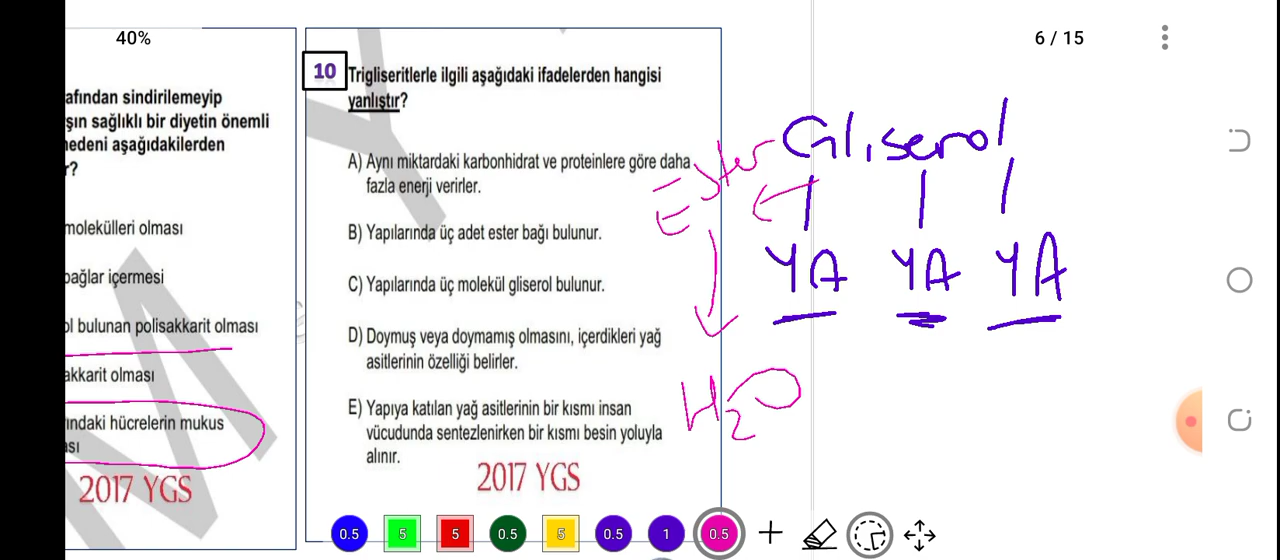 40%
6 / 15
afından sindirilemeyip
şın sağlıklı bir diyetin önemli
nedeni aşağıdakilerden
r?
molekülleri olması
bağlar içermesi
ol bulunan polisakkarit olması
akkarit olması
ındaki hücrelerin mukus
ası
2017 YGS
10
Trigliseritlerle ilgili aşağıdaki ifadelerden hangisi
yanlıştır?
A) Aynı miktardaki karbonhidrat ve proteinlere göre daha
fazla enerji verirler.
B) Yapılarında üç adet ester bağı bulunur.
C) Yapılarında üç molekül gliserol bulunur.
D) Doymuş veya doymamış olmasını, içerdikleri yağ
asitlerinin özelliği belirler.
E) Yapıya katılan yağ asitlerinin bir kısmı insan
vücudunda sentezlenirken bir kısmı besin yoluyla
alınır.
2017 YGS
Gliserol
Ester
YA YA YA
H2O
0.5 5 5 0.5 5 0.5 1 0.5